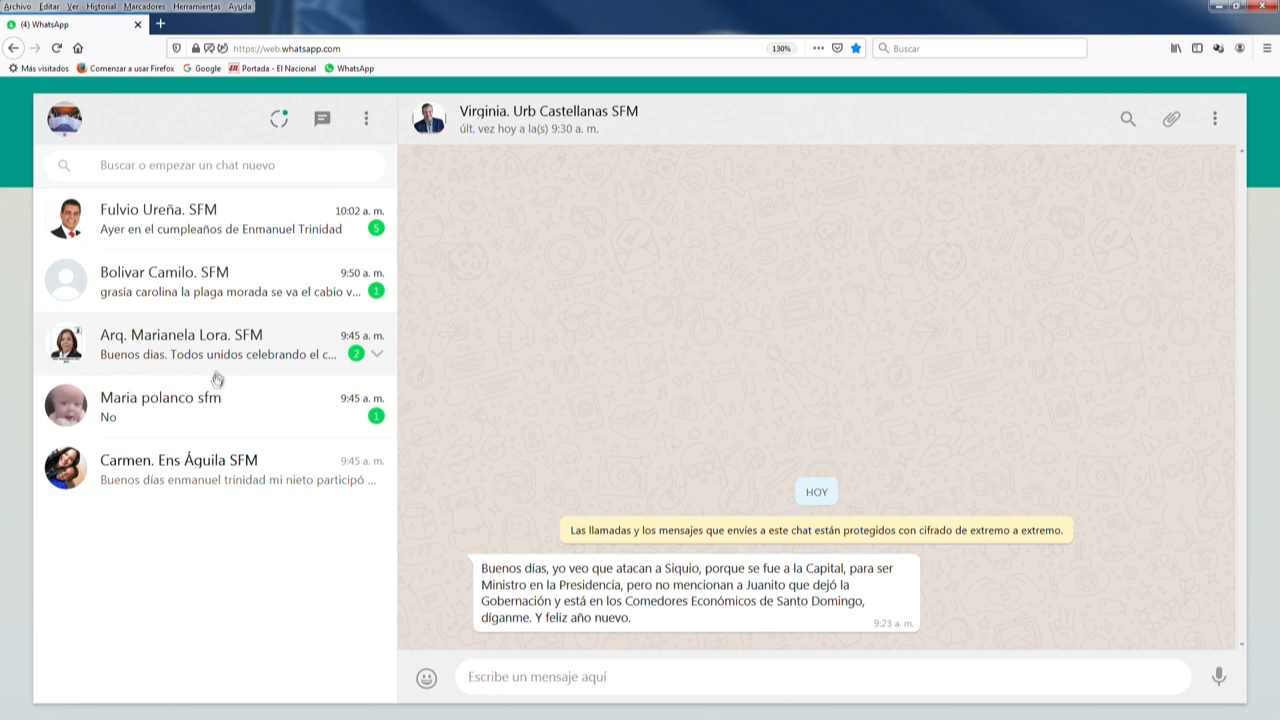 Archivo Editar Ver Historial Marcadores Herramientas Ayuda
(4) WhatsApp
https://web.whatsapp.com
130%
Buscar
Más visitados Comenzar a usar Firefox Google Portada - El Nacional WhatsApp
Virginia. Urb Castellanas SFM
últ. vez hoy a la(s) 9:30 a. m.
Buscar o empezar un chat nuevo
Fulvio Ureña. SFM 10:02 a. m.
Ayer en el cumpleaños de Enmanuel Trinidad 5
Bolivar Camilo. SFM 9:50 a. m.
grasia carolina la plaga morada se va el cabio v... 1
Arq. Marianela Lora. SFM 9:45 a. m.
Buenos dias. Todos unidos celebrando el c... 2
Maria polanco sfm 9:45 a. m.
No 1
Carmen. Ens Águila SFM 9:45 a. m.
Buenos días enmanuel trinidad mi nieto participó ...
HOY
Las llamadas y los mensajes que envíes a este chat están protegidos con cifrado de extremo a extremo.
Buenos días, yo veo que atacan a Siquio, porque se fue a la Capital, para ser
Ministro en la Presidencia, pero no mencionan a Juanito que dejó la
Gobernación y está en los Comedores Económicos de Santo Domingo,
díganme. Y feliz año nuevo.
9:23 a. m.
Escribe un mensaje aquí